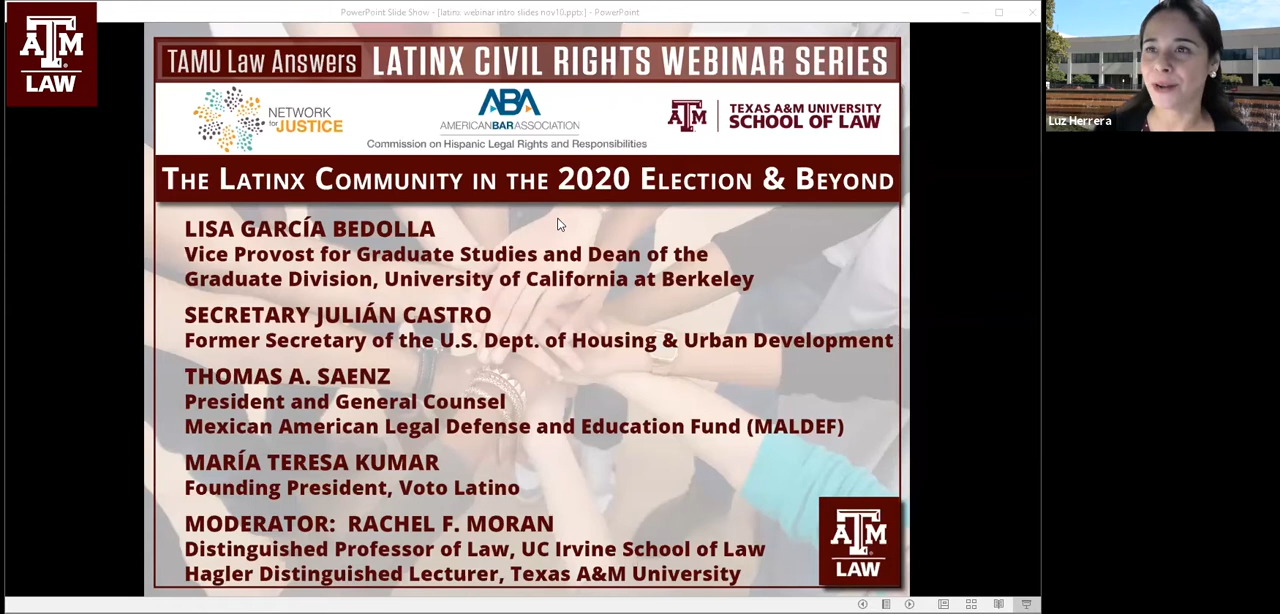 PowerPoint Slide Show - [latinx webinar intro slides nov10.pptx] - PowerPoint
ATM
LAW
TAMU Law Answers LATINX CIVIL RIGHTS WEBINAR SERIES
NETWORK
for JUSTICE
ABA
AMERICANBARASSOCIATION
Commission on Hispanic Legal Rights and Responsibilities
ATM
TEXAS A&M UNIVERSITY
SCHOOL OF LAW
Luz Herrera
THE LATINX COMMUNITY IN THE 2020 ELECTION & BEYOND
LISA GARCÍA BEDOLLA
Vice Provost for Graduate Studies and Dean of the
Graduate Division, University of California at Berkeley
SECRETARY JULIÁN CASTRO
Former Secretary of the U.S. Dept. of Housing & Urban Development
THOMAS A. SAENZ
President and General Counsel
Mexican American Legal Defense and Education Fund (MALDEF)
MARÍA TERESA KUMAR
Founding President, Voto Latino
MODERATOR: RACHEL F. MORAN
Distinguished Professor of Law, UC Irvine School of Law
Hagler Distinguished Lecturer, Texas A&M University
ATM
LAW